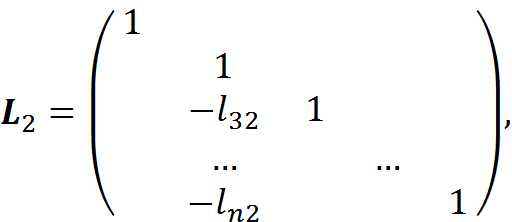 1
1
L₂ = ( −l₃₂ 1 ),
... ...
−lₙ₂ 1